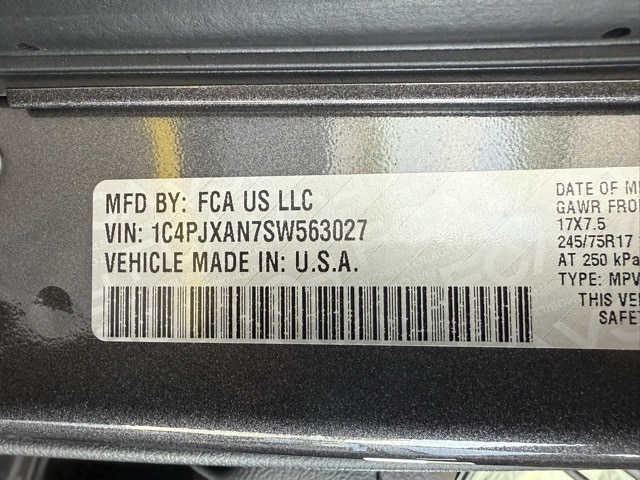 MFD BY: FCA US LLC
VIN: 1C4PJXAN7SW563027
VEHICLE MADE IN: U.S.A.
DATE OF M
GAWR FRO
17X7.5
245/75R17
AT 250 kPa
TYPE: MPV
THIS VE
SAFET